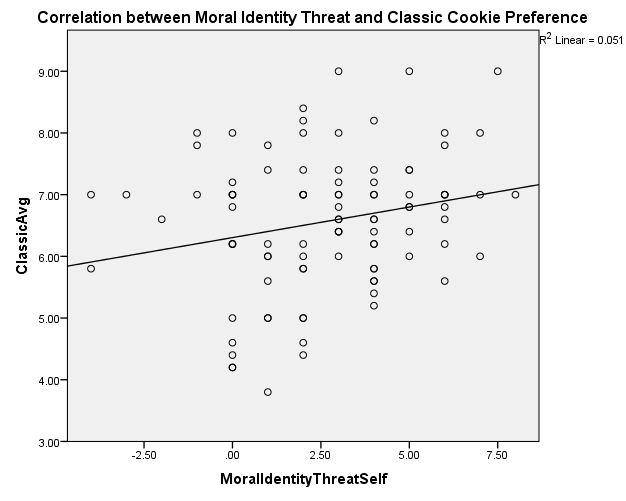 Correlation between Moral Identity Threat and Classic Cookie Preference
R2 Linear = 0.051
9.00
8.00
7.00
6.00
5.00
4.00
3.00
ClassicAvg
-2.50 .00 2.50 5.00 7.50
MoralIdentityThreatSelf